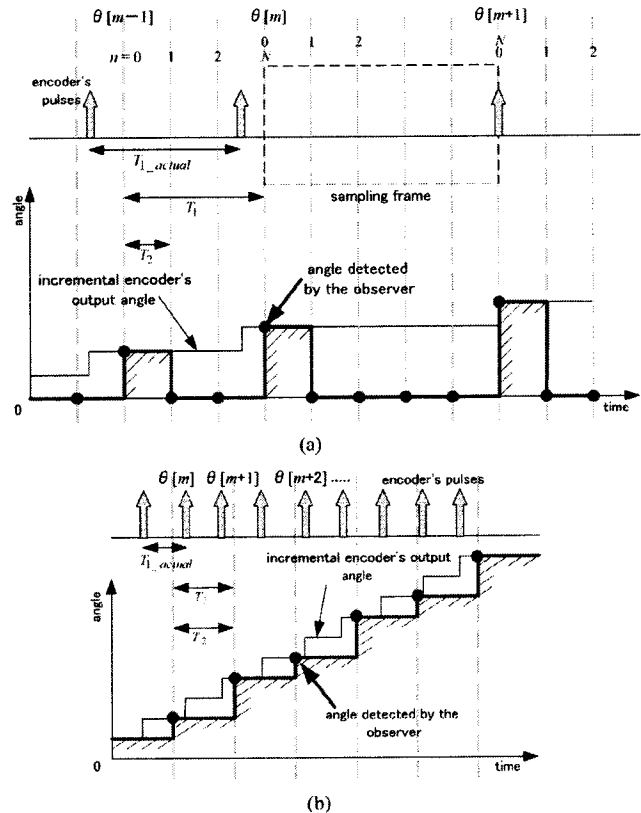 θ [m−1] θ [m] θ [m+1]
0 N
n=0 1 2 N 1 2 N 0 1 2
encoder's pulses
T1_actual
T1
sampling frame
angle
T2
incremental encoder's output angle
angle detected by the observer
0
time
(a)
θ [m] θ [m+1] θ [m+2] ..... encoder's pulses
T1_actual
incremental encoder's output angle
T2
angle
angle detected by the observer
0
time
(b)